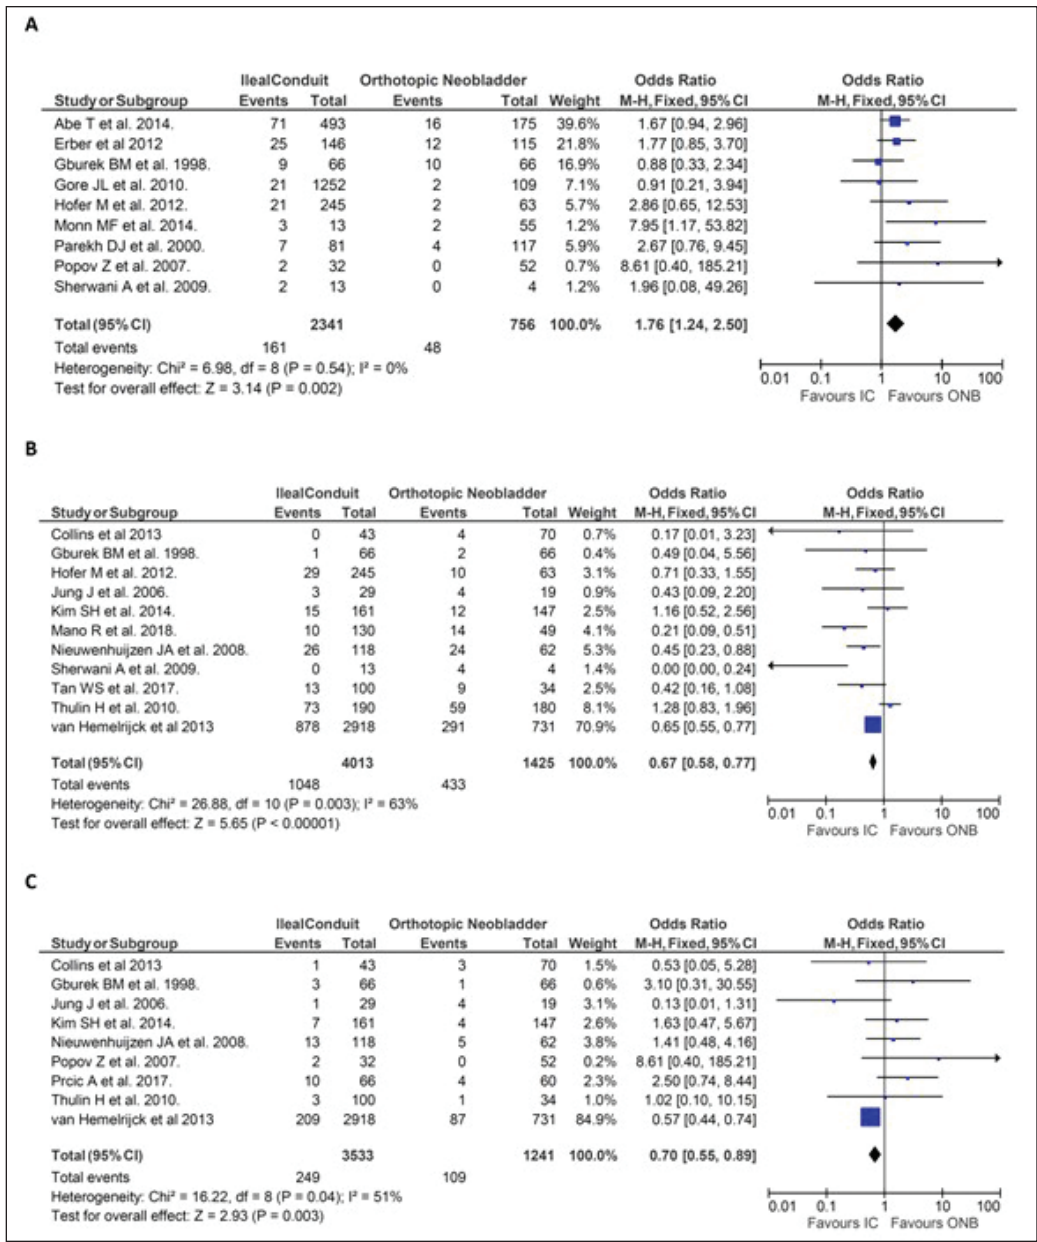 A
IlealConduit Orthotopic Neobladder Odds Ratio Odds Ratio
Study or Subgroup Events Total Events Total Weight M-H, Fixed, 95% CI M-H, Fixed, 95% CI
Abe T et al. 2014. 71 493 16 175 39.6% 1.67 [0.94, 2.96]
Erber et al 2012 25 146 12 115 21.8% 1.77 [0.85, 3.70]
Gburek BM et al. 1998. 9 66 10 66 16.9% 0.88 [0.33, 2.34]
Gore JL et al. 2010. 21 1252 2 109 7.1% 0.91 [0.21, 3.94]
Hofer M et al. 2012. 21 245 2 63 5.7% 2.86 [0.65, 12.53]
Monn MF et al. 2014. 3 13 2 55 1.2% 7.95 [1.17, 53.82]
Parekh DJ et al. 2000. 7 81 4 117 5.9% 2.67 [0.76, 9.45]
Popov Z et al. 2007. 2 32 0 52 0.7% 8.61 [0.40, 185.21]
Sherwani A et al. 2009. 2 13 0 4 1.2% 1.96 [0.08, 49.26]
Total (95% CI) 2341 756 100.0% 1.76 [1.24, 2.50]
Total events 161 48
Heterogeneity: Chi² = 6.98, df = 8 (P = 0.54); I² = 0%
Test for overall effect: Z = 3.14 (P = 0.002)
0.01 0.1 1 10 100
Favours IC Favours ONB
B
IlealConduit Orthotopic Neobladder Odds Ratio Odds Ratio
Study or Subgroup Events Total Events Total Weight M-H, Fixed, 95% CI M-H, Fixed, 95% CI
Collins et al 2013 0 43 4 70 0.7% 0.17 [0.01, 3.23]
Gburek BM et al. 1998. 1 66 2 66 0.4% 0.49 [0.04, 5.56]
Hofer M et al. 2012. 29 245 10 63 3.1% 0.71 [0.33, 1.55]
Jung J et al. 2006. 3 29 4 19 0.9% 0.43 [0.09, 2.20]
Kim SH et al. 2014. 15 161 12 147 2.5% 1.16 [0.52, 2.56]
Mano R et al. 2018. 10 130 14 49 4.1% 0.21 [0.09, 0.51]
Nieuwenhuijzen JA et al. 2008. 26 118 24 62 5.3% 0.45 [0.23, 0.88]
Sherwani A et al. 2009. 0 13 4 4 1.4% 0.00 [0.00, 0.24]
Tan WS et al. 2017. 13 100 9 34 2.5% 0.42 [0.16, 1.08]
Thulin H et al. 2010. 73 190 59 180 8.1% 1.28 [0.83, 1.96]
van Hemelrijck et al 2013 878 2918 291 731 70.9% 0.65 [0.55, 0.77]
Total (95% CI) 4013 1425 100.0% 0.67 [0.58, 0.77]
Total events 1048 433
Heterogeneity: Chi² = 26.88, df = 10 (P = 0.003); I² = 63%
Test for overall effect: Z = 5.65 (P < 0.00001)
0.01 0.1 1 10 100
Favours IC Favours ONB
C
IlealConduit Orthotopic Neobladder Odds Ratio Odds Ratio
Study or Subgroup Events Total Events Total Weight M-H, Fixed, 95% CI M-H, Fixed, 95% CI
Collins et al 2013 1 43 3 70 1.5% 0.53 [0.05, 5.28]
Gburek BM et al. 1998. 3 66 1 66 0.6% 3.10 [0.31, 30.55]
Jung J et al. 2006. 1 29 4 19 3.1% 0.13 [0.01, 1.31]
Kim SH et al. 2014. 7 161 4 147 2.6% 1.63 [0.47, 5.67]
Nieuwenhuijzen JA et al. 2008. 13 118 5 62 3.8% 1.41 [0.48, 4.16]
Popov Z et al. 2007. 2 32 0 52 0.2% 8.61 [0.40, 185.21]
Prcic A et al. 2017. 10 66 4 60 2.3% 2.50 [0.74, 8.44]
Thulin H et al. 2010. 3 100 1 34 1.0% 1.02 [0.10, 10.15]
van Hemelrijck et al 2013 209 2918 87 731 84.9% 0.57 [0.44, 0.74]
Total (95% CI) 3533 1241 100.0% 0.70 [0.55, 0.89]
Total events 249 109
Heterogeneity: Chi² = 16.22, df = 8 (P = 0.04); I² = 51%
Test for overall effect: Z = 2.93 (P = 0.003)
0.01 0.1 1 10 100
Favours IC Favours ONB